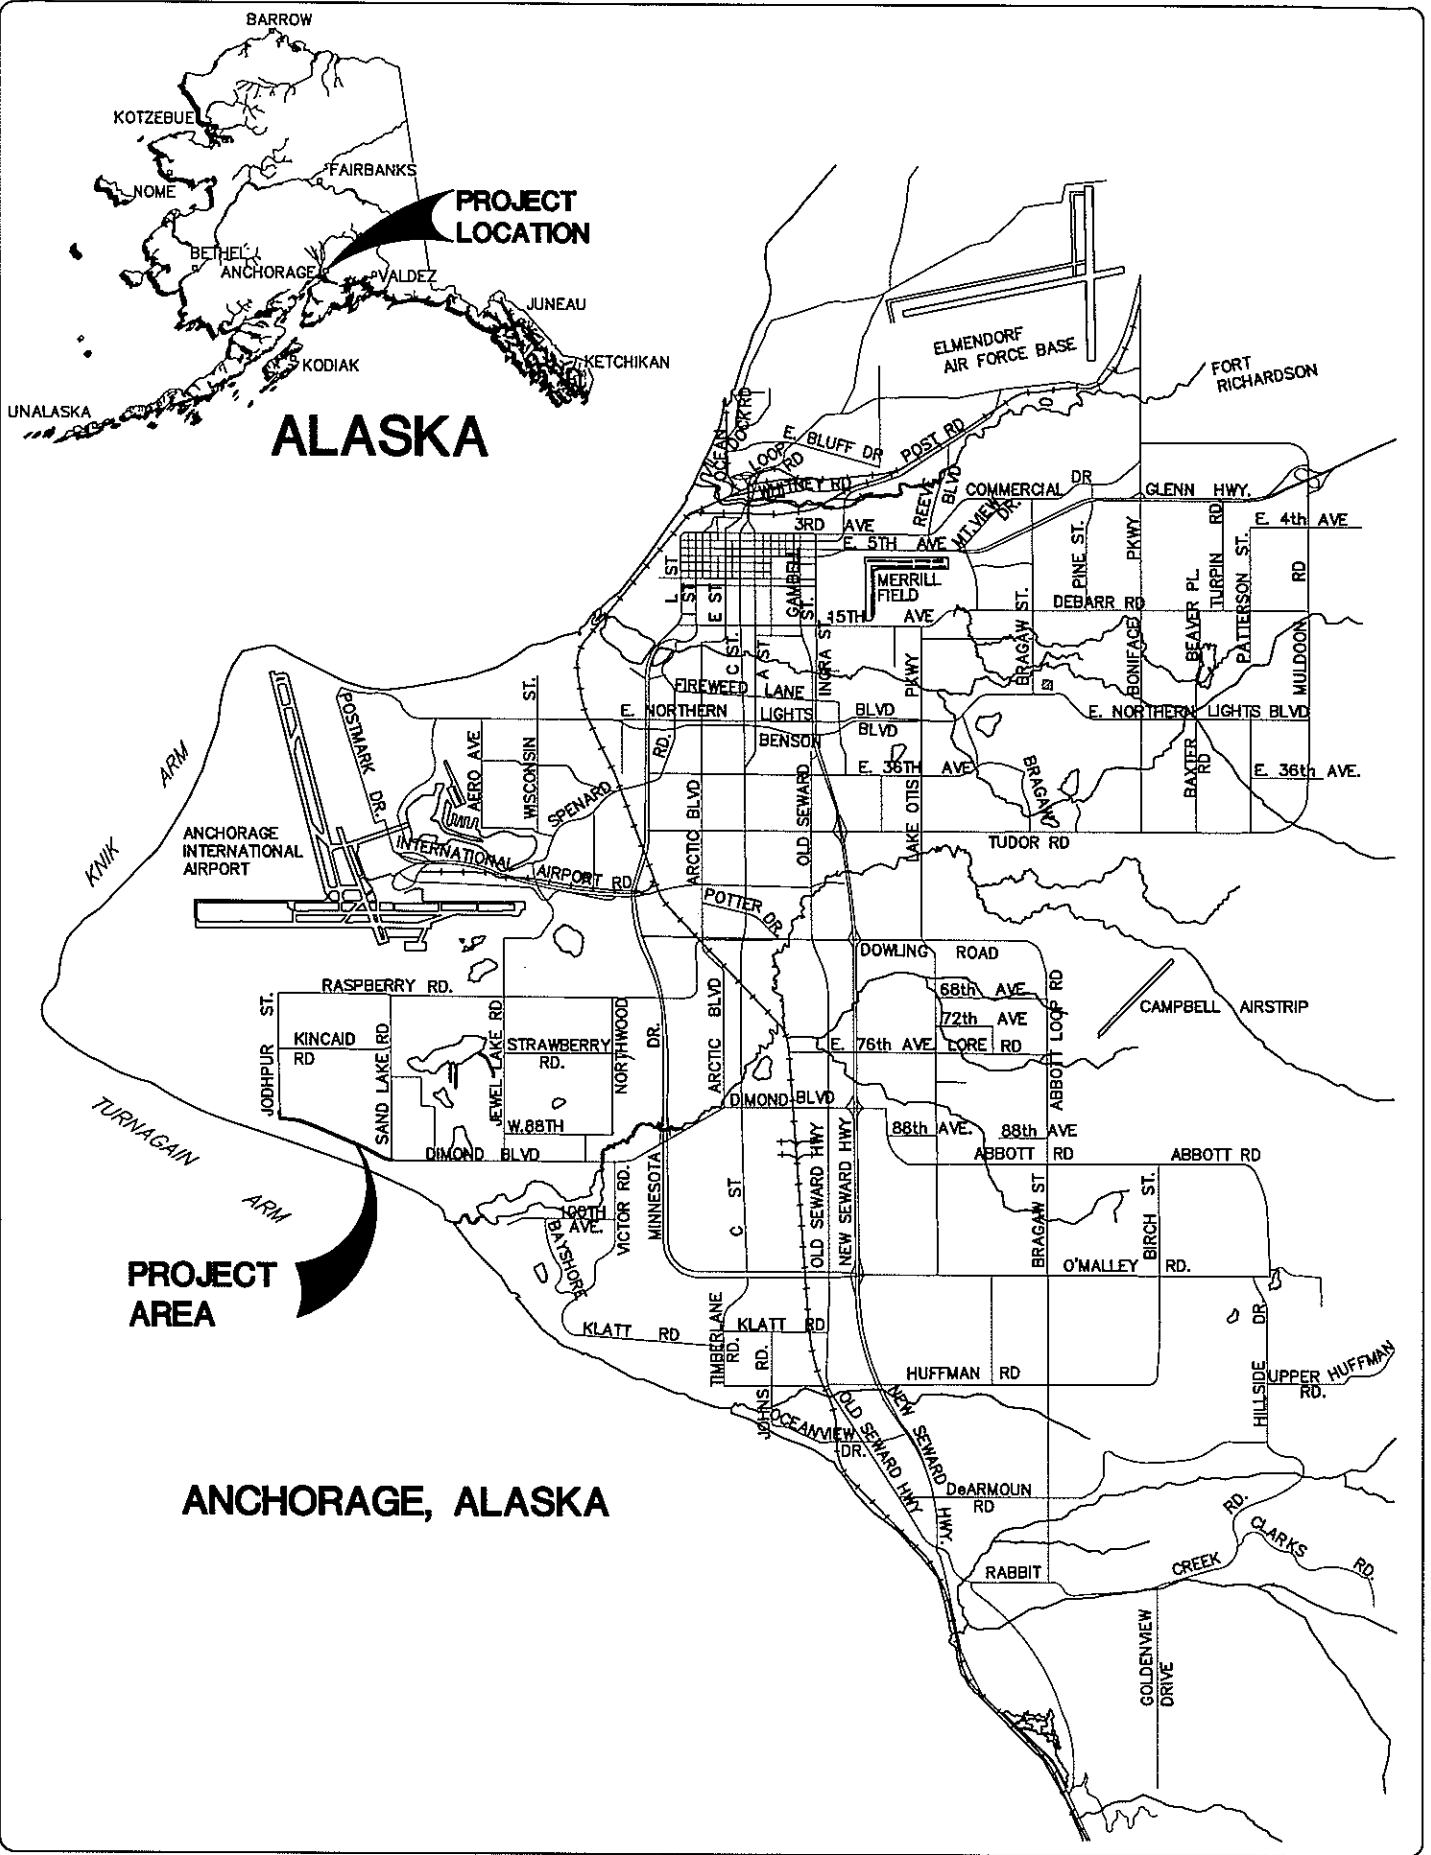 BARROW
KOTZEBUE
FAIRBANKS
NOME
PROJECT
LOCATION
BETHEL
ANCHORAGE
VALDEZ
JUNEAU
KODIAK
KETCHIKAN
UNALASKA
ALASKA
ELMENDORF
AIR FORCE BASE
FORT
RICHARDSON
OCEAN
DOCK RD
E. BLUFF DR
LOOP
RD
POST RD
WHITNEY RD
REEVE
BLVD
COMMERCIAL DR
GLENN HWY.
MT. VIEW
DR.
3RD AVE
E. 5TH AVE
E. 4th AVE
PINE ST.
PKWY
TURPIN RD
PATTERSON ST.
RD
MERRILL
FIELD
L ST
I ST
E ST
GAMBELL
ST.
15TH AVE
DEBARR RD
BRAGAW ST.
BONIFACE
BEAVER PL.
MULDOON
C ST.
A ST
INGRA ST
PKWY
FIREWEED LANE
E. NORTHERN LIGHTS BLVD
BLVD
BENSON
E. NORTHERN LIGHTS BLVD
POSTMARK DR.
AERO AVE
WISCONSIN ST.
SPENARD RD.
E. 36TH AVE
BRAGAW
BAXTER
RD
E. 36th AVE.
KNIK ARM
ANCHORAGE
INTERNATIONAL
AIRPORT
INTERNATIONAL AIRPORT RD
ARCTIC BLVD
OLD SEWARD
LAKE OTIS
TUDOR RD
POTTER DR.
DOWLING ROAD
RASPBERRY RD.
68th AVE
72th AVE
CAMPBELL AIRSTRIP
JODHPUR ST.
KINCAID
RD
SAND LAKE RD
JEWEL LAKE RD
STRAWBERRY
RD.
NORTHWOOD
DR.
ARCTIC BLVD
E. 76th AVE
LORE RD
ABBOTT LOOP RD
DIMOND BLVD
W.88TH
88th AVE.
88th AVE
DIMOND BLVD
ABBOTT RD
ABBOTT RD
TURNAGAIN
ARM
VICTOR RD.
MINNESOTA
C ST
OLD SEWARD HWY
NEW SEWARD HWY
BRAGAW ST
BIRCH ST.
100TH
AVE.
BAYSHORE
O'MALLEY RD.
PROJECT
AREA
KLATT RD
TIMBERLANE
RD.
KLATT RD
JOHNS RD.
HUFFMAN RD
HILLSIDE DR
UPPER HUFFMAN
RD.
OCEANVIEW
DR.
OLD SEWARD HWY
NEW SEWARD HWY.
DeARMOUN
RD
ANCHORAGE, ALASKA
RABBIT CREEK RD.
CLARKS RD.
GOLDENVIEW
DRIVE